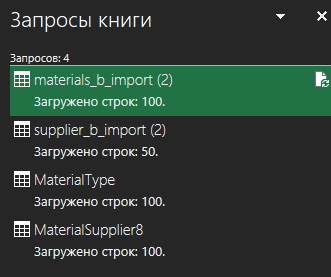 Запросы книги
Запросов: 4
materials_b_import (2)
Загружено строк: 100.
supplier_b_import (2)
Загружено строк: 50.
MaterialType
Загружено строк: 100.
MaterialSupplier8
Загружено строк: 100.